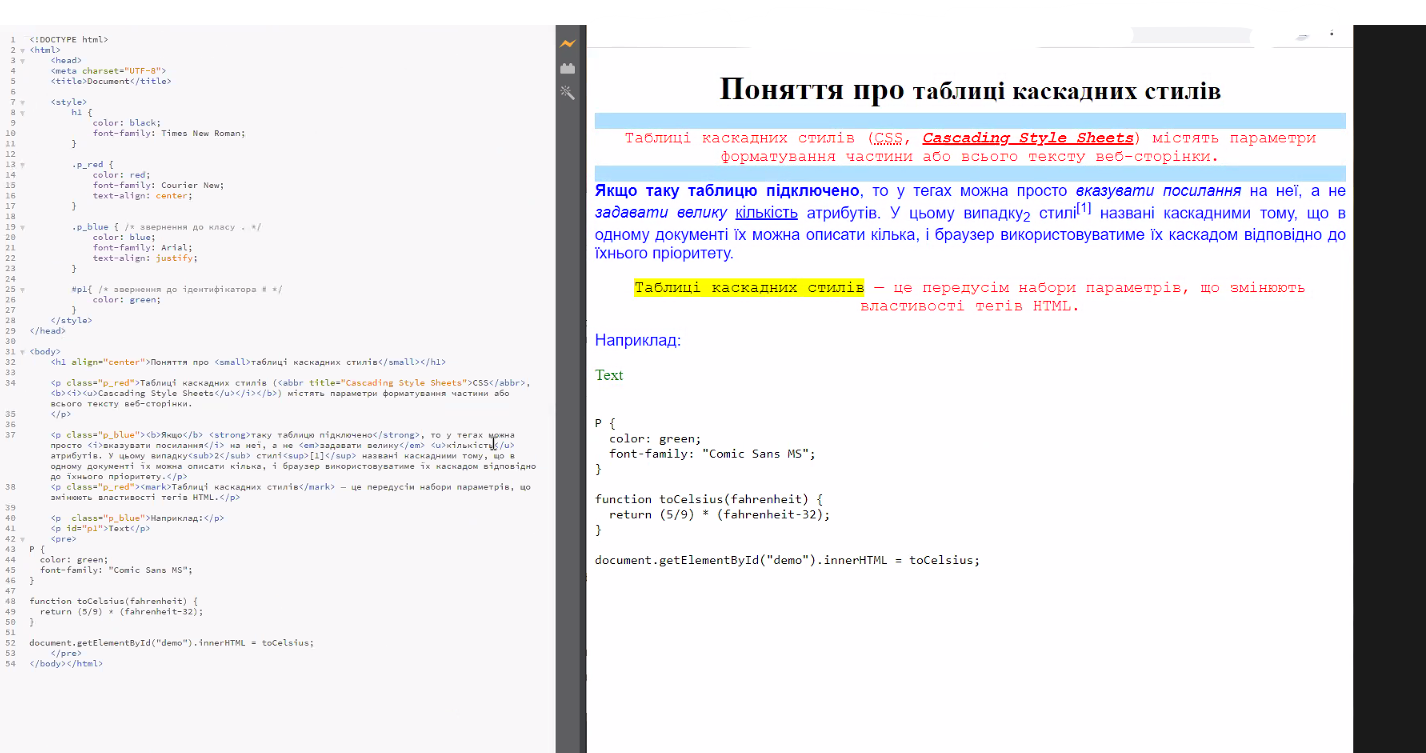 1 <!DOCTYPE html>
2 <html>
3 <head>
4 <meta charset="UTF-8">
5 <title>Document</title>
6
7 <style>
8 h1 {
9 color: black;
10 font-family: Times New Roman;
11 }
12
13 .p_red {
14 color: red;
15 font-family: Courier New;
16 text-align: center;
17 }
18
19 .p_blue { /* звернення до класу . */
20 color: blue;
21 font-family: Arial;
22 text-align: justify;
23 }
24
25 #p1{ /* звернення до ідентифікатора # */
26 color: green;
27 }
28 </style>
29 </head>
30
31 <body>
32 <h1 align="center">Поняття про <small>таблиці каскадних стилів</small></h1>
33
34 <p class="p_red">Таблиці каскадних стилів (<abbr title="Cascading Style Sheets">CSS</abbr>,
<b><i><u>Cascading Style Sheets</u></i></b>) містять параметри форматування частини або
всього тексту веб-сторінки.
35 </p>
36
37 <p class="p_blue"><b>Якщо</b> <strong>таку таблицю підключено</strong>, то у тегах можна
просто <i>вказувати посилання</i> на неї, а не <em>задавати велику</em> <u>кількість</u>
атрибутів. У цьому випадку<sub>2</sub> стилі<sup>[1]</sup> названі каскадними тому, що в
одному документі їх можна описати кілька, і браузер використовуватиме їх каскадом відповідно
до їхнього пріоритету.</p>
38 <p class="p_red"><mark>Таблиці каскадних стилів</mark> — це передусім набори параметрів, що
змінюють властивості тегів HTML.</p>
39
40 <p  class="p_blue">Наприклад:</p>
41 <p id="p1">Text</p>
42 <pre>
43 P {
44 color: green;
45 font-family: "Comic Sans MS";
46 }
47
48 function toCelsius(fahrenheit) {
49 return (5/9) * (fahrenheit-32);
50 }
51
52 document.getElementById("demo").innerHTML = toCelsius;
53 </pre>
54 </body></html>
Поняття про таблиці каскадних стилів
Таблиці каскадних стилів (CSS, Cascading Style Sheets) містять параметри
форматування частини або всього тексту веб-сторінки.
Якщо таку таблицю підключено, то у тегах можна просто вказувати посилання на неї, а не
задавати велику кількість атрибутів. У цьому випадку2 стилі[1] названі каскадними тому, що в
одному документі їх можна описати кілька, і браузер використовуватиме їх каскадом відповідно до
їхнього пріоритету.
Таблиці каскадних стилів — це передусім набори параметрів, що змінюють
властивості тегів HTML.
Наприклад:
Text
P {
color: green;
font-family: "Comic Sans MS";
}
function toCelsius(fahrenheit) {
return (5/9) * (fahrenheit-32);
}
document.getElementById("demo").innerHTML = toCelsius;